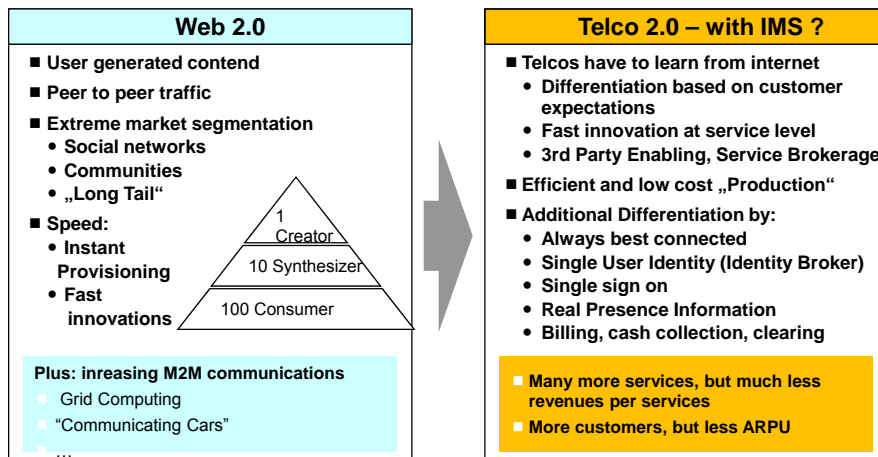 Web 2.0
■ User generated contend
■ Peer to peer traffic
■ Extreme market segmentation
• Social networks
• Communities
• „Long Tail“
■ Speed:
• Instant
Provisioning
• Fast
innovations
1
Creator
10 Synthesizer
100 Consumer
Plus: inreasing M2M communications
Grid Computing
“Communicating Cars”
...
Telco 2.0 – with IMS ?
■ Telcos have to learn from internet
• Differentiation based on customer
expectations
• Fast innovation at service level
• 3rd Party Enabling, Service Brokerage
■ Efficient and low cost „Production“
■ Additional Differentiation by:
• Always best connected
• Single User Identity (Identity Broker)
• Single sign on
• Real Presence Information
• Billing, cash collection, clearing
Many more services, but much less
revenues per services
More customers, but less ARPU